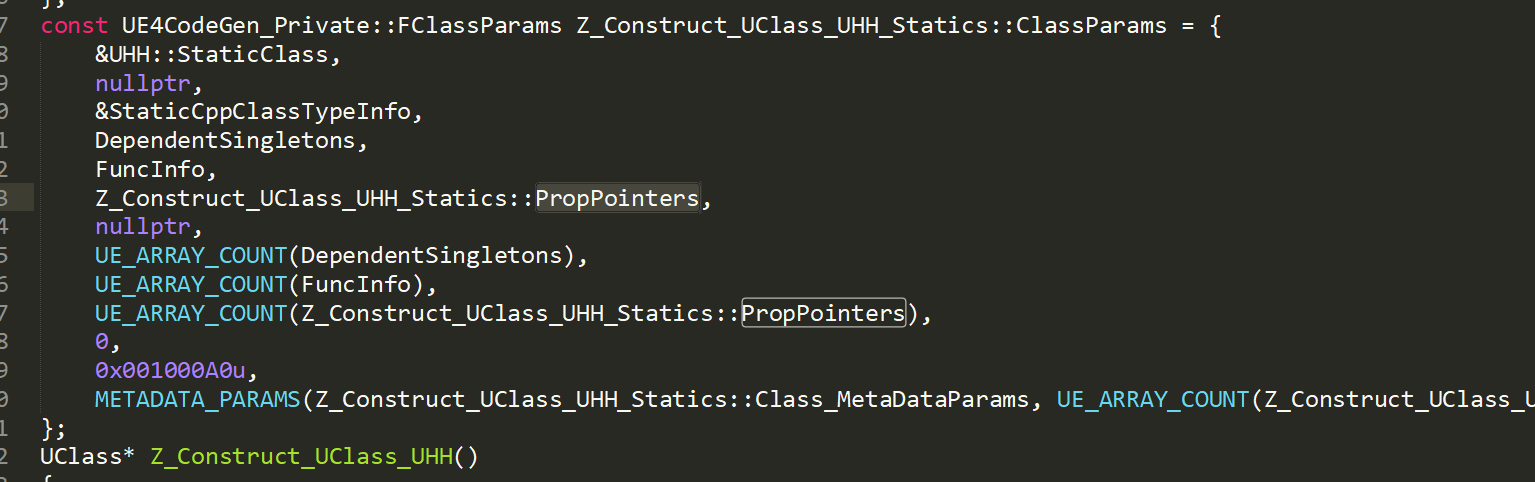 };
7 const UE4CodeGen_Private::FClassParams Z_Construct_UClass_UHH_Statics::ClassParams = {
8 &UHH::StaticClass,
9 nullptr,
0 &StaticCppClassTypeInfo,
1 DependentSingletons,
2 FuncInfo,
3 Z_Construct_UClass_UHH_Statics::PropPointers,
4 nullptr,
5 UE_ARRAY_COUNT(DependentSingletons),
6 UE_ARRAY_COUNT(FuncInfo),
7 UE_ARRAY_COUNT(Z_Construct_UClass_UHH_Statics::PropPointers),
8 0,
9 0x001000A0u,
0 METADATA_PARAMS(Z_Construct_UClass_UHH_Statics::Class_MetaDataParams, UE_ARRAY_COUNT(Z_Construct_UClass_U
1 };
2 UClass* Z_Construct_UClass_UHH()
{